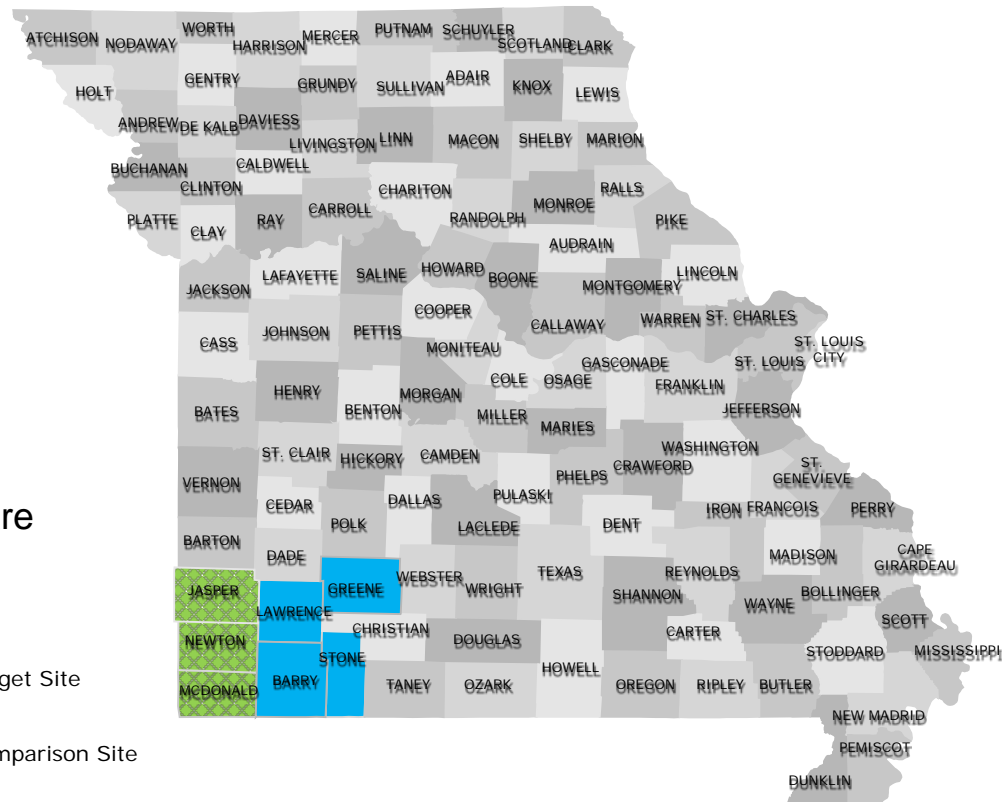 ATCHISON NODAWAY WORTH HARRISON MERCER PUTNAM SCHUYLER SCOTLAND CLARK
HOLT GENTRY GRUNDY SULLIVAN ADAIR KNOX LEWIS
ANDREW DE KALB DAVIESS LIVINGSTON LINN MACON SHELBY MARION
BUCHANAN CLINTON CALDWELL CHARITON RALLS
PLATTE CLAY RAY CARROLL RANDOLPH MONROE PIKE
AUDRAIN
JACKSON LAFAYETTE SALINE HOWARD BOONE MONTGOMERY LINCOLN
COOPER
CASS JOHNSON PETTIS MONITEAU CALLAWAY WARREN ST. CHARLES
ST. LOUIS
CITY
HENRY COLE OSAGE GASCONADE FRANKLIN ST. LOUIS
BATES BENTON MORGAN MILLER MARIES JEFFERSON
ST. CLAIR HICKORY CAMDEN PHELPS CRAWFORD WASHINGTON
ST.
GENEVIEVE
VERNON CEDAR DALLAS PULASKI
re
POLK LACLEDE DENT IRON FRANCOIS PERRY
BARTON DADE TEXAS REYNOLDS MADISON
CAPE
GIRARDEAU
JASPER LAWRENCE GREENE WEBSTER WRIGHT SHANNON WAYNE BOLLINGER
NEWTON STONE CHRISTIAN DOUGLAS CARTER SCOTT
STODDARD MISSISSIPPI
get Site
MCDONALD BARRY TANEY OZARK HOWELL OREGON RIPLEY BUTLER
NEW MADRID
mparison Site
PEMISCOT
DUNKLIN